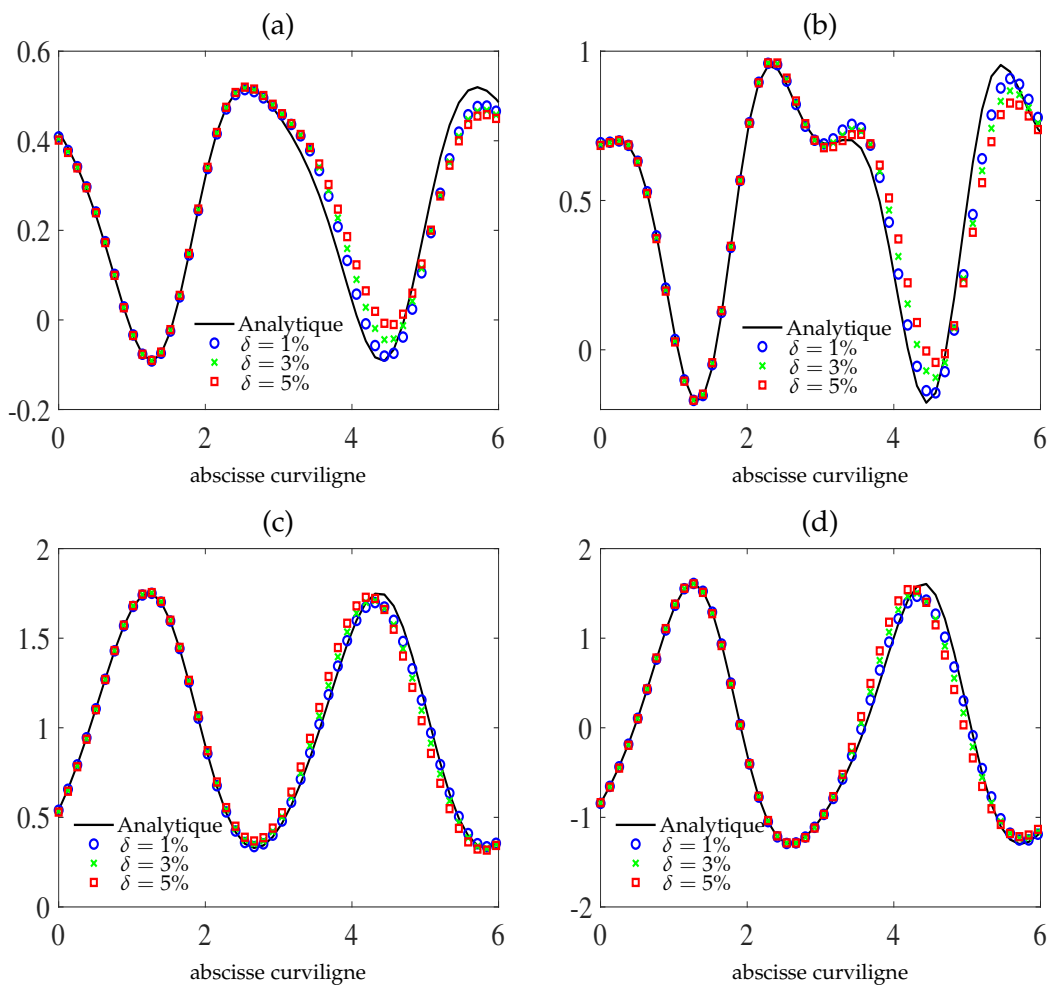 (a)
0.6
0.4
0.2
0
-0.2
Analytique
δ = 1%
δ = 3%
δ = 5%
0 2 4 6
abscisse curviligne
(b)
1
0.5
0
Analytique
δ = 1%
δ = 3%
δ = 5%
0 2 4 6
abscisse curviligne
(c)
2
1.5
1
0.5
0
Analytique
δ = 1%
δ = 3%
δ = 5%
0 2 4 6
abscisse curviligne
(d)
2
1
0
-1
-2
Analytique
δ = 1%
δ = 3%
δ = 5%
0 2 4 6
abscisse curviligne